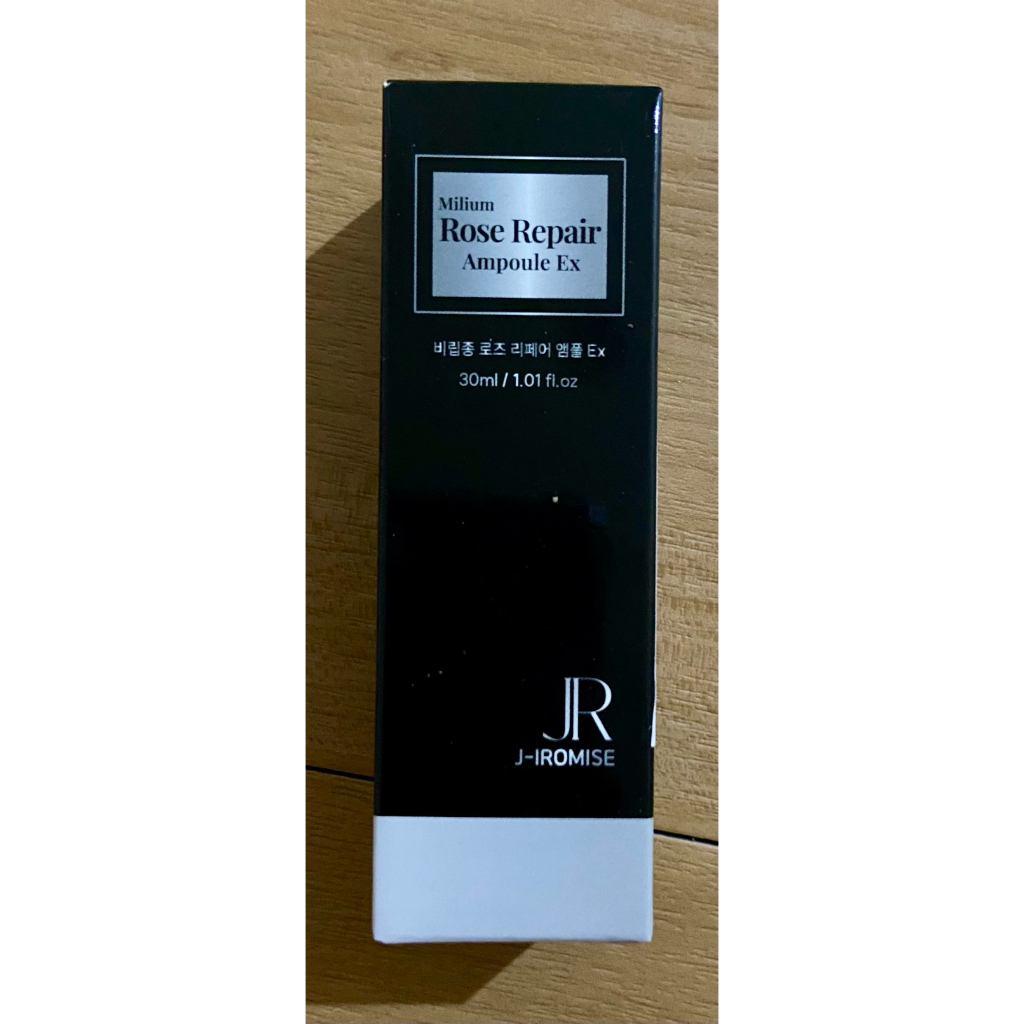 Milium
Rose Repair
Ampoule Ex
비립종 로즈 리페어 앰풀 Ex
30ml / 1.01 fl.oz
JR
J-IROMISE